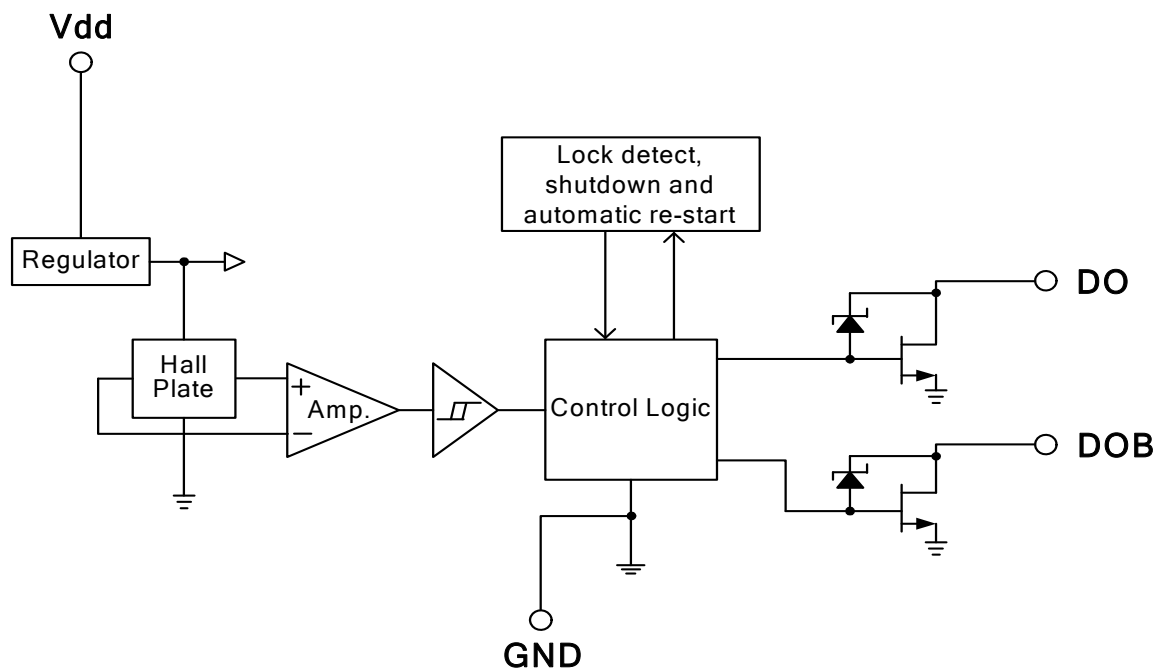 Vdd
Lock detect,
shutdown and
automatic re-start
Regulator
DO
Hall
Plate
+
Amp.
−
Control Logic
DOB
GND